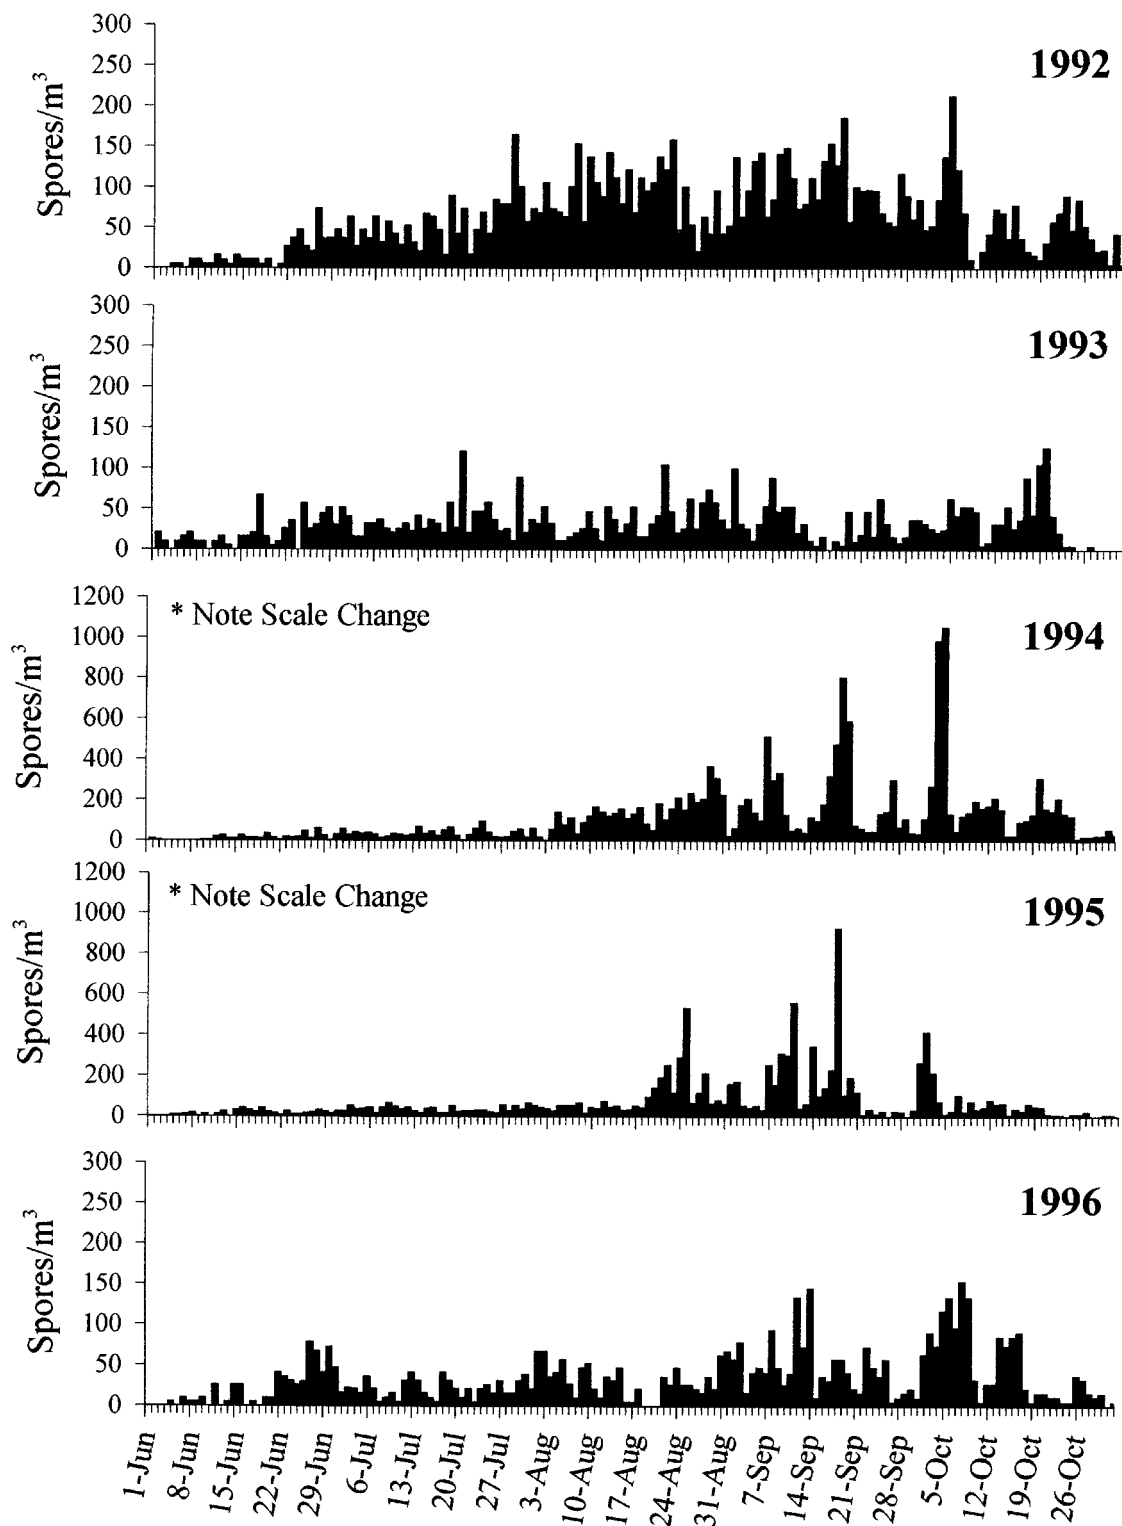 300
250
200
150
100
50
0
Spores/m³
1992
300
250
200
150
100
50
0
Spores/m³
1993
1200
1000
800
600
400
200
0
Spores/m³
* Note Scale Change
1994
1200
1000
800
600
400
200
0
Spores/m³
* Note Scale Change
1995
300
250
200
150
100
50
0
Spores/m³
1996
1-Jun
8-Jun
15-Jun
22-Jun
29-Jun
6-Jul
13-Jul
20-Jul
27-Jul
3-Aug
10-Aug
17-Aug
24-Aug
31-Aug
7-Sep
14-Sep
21-Sep
28-Sep
5-Oct
12-Oct
19-Oct
26-Oct